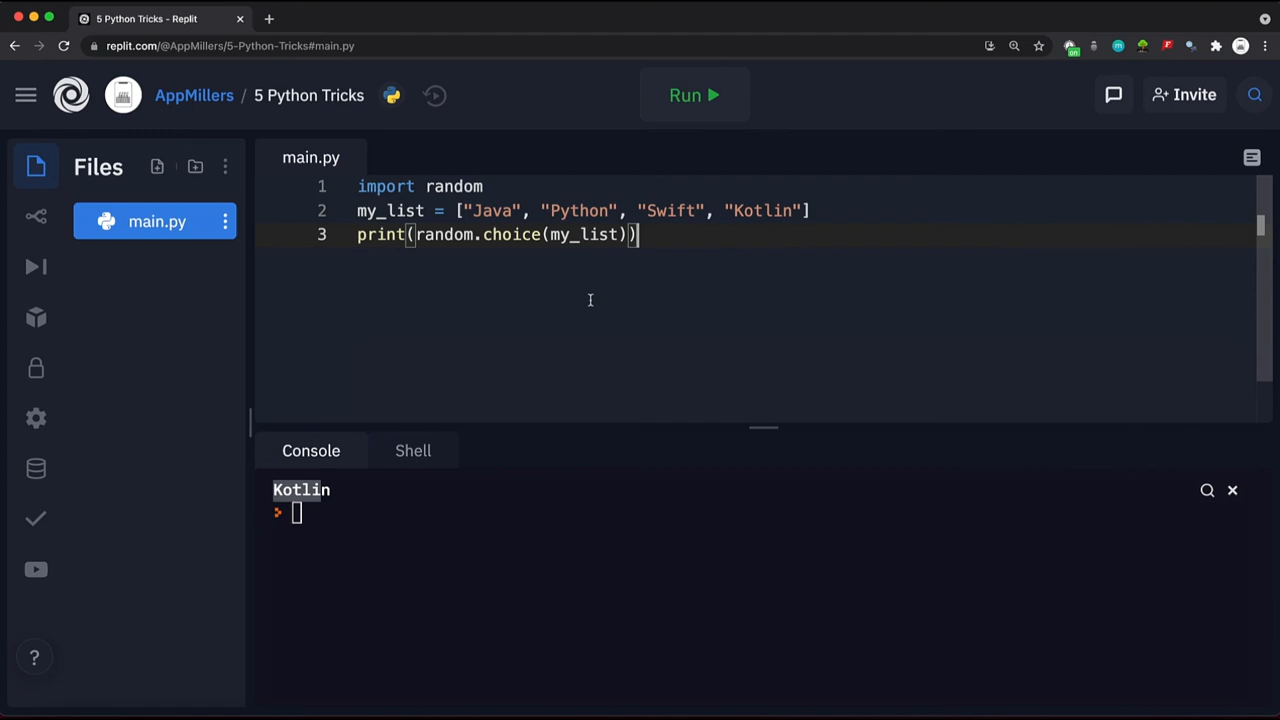 5 Python Tricks - Replit
replit.com/@AppMillers/5-Python-Tricks#main.py
on
AppMillers / 5 Python Tricks
Run
Invite
Files
main.py
main.py
1 import random
2 my_list = ["Java", "Python", "Swift", "Kotlin"]
3 print(random.choice(my_list))
Console
Shell
Kotlin
?